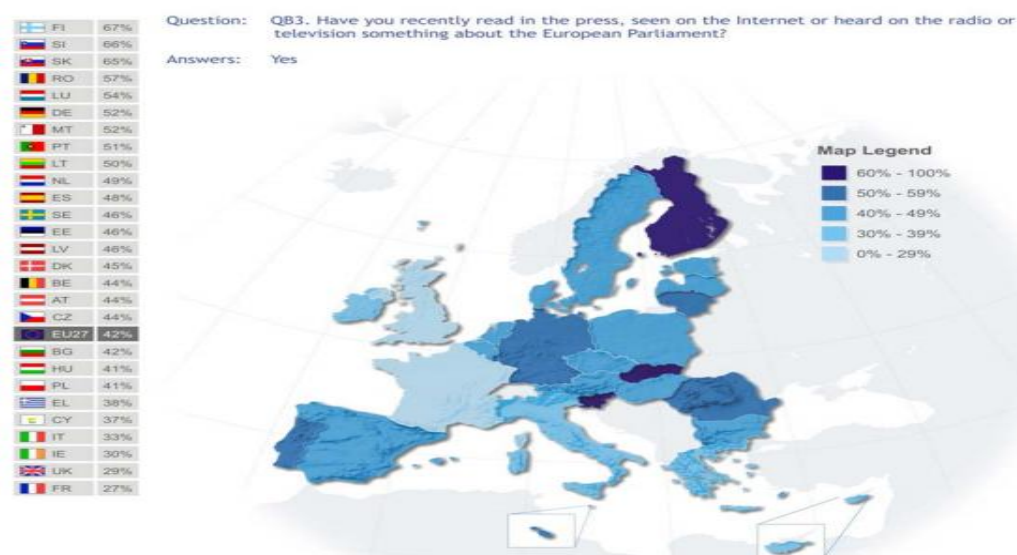 Question: QB3. Have you recently read in the press, seen on the Internet or heard on the radio or
television something about the European Parliament?
Answers: Yes
FI 67%
SI 66%
SK 65%
RO 57%
LU 54%
DE 52%
MT 52%
PT 51%
LT 50%
NL 49%
ES 48%
SE 46%
EE 46%
LV 46%
DK 45%
BE 44%
AT 44%
CZ 44%
EU27 42%
BG 42%
HU 41%
PL 41%
EL 38%
CY 37%
IT 33%
IE 30%
UK 29%
FR 27%
Map Legend
60% - 100%
50% - 59%
40% - 49%
30% - 39%
0% - 29%